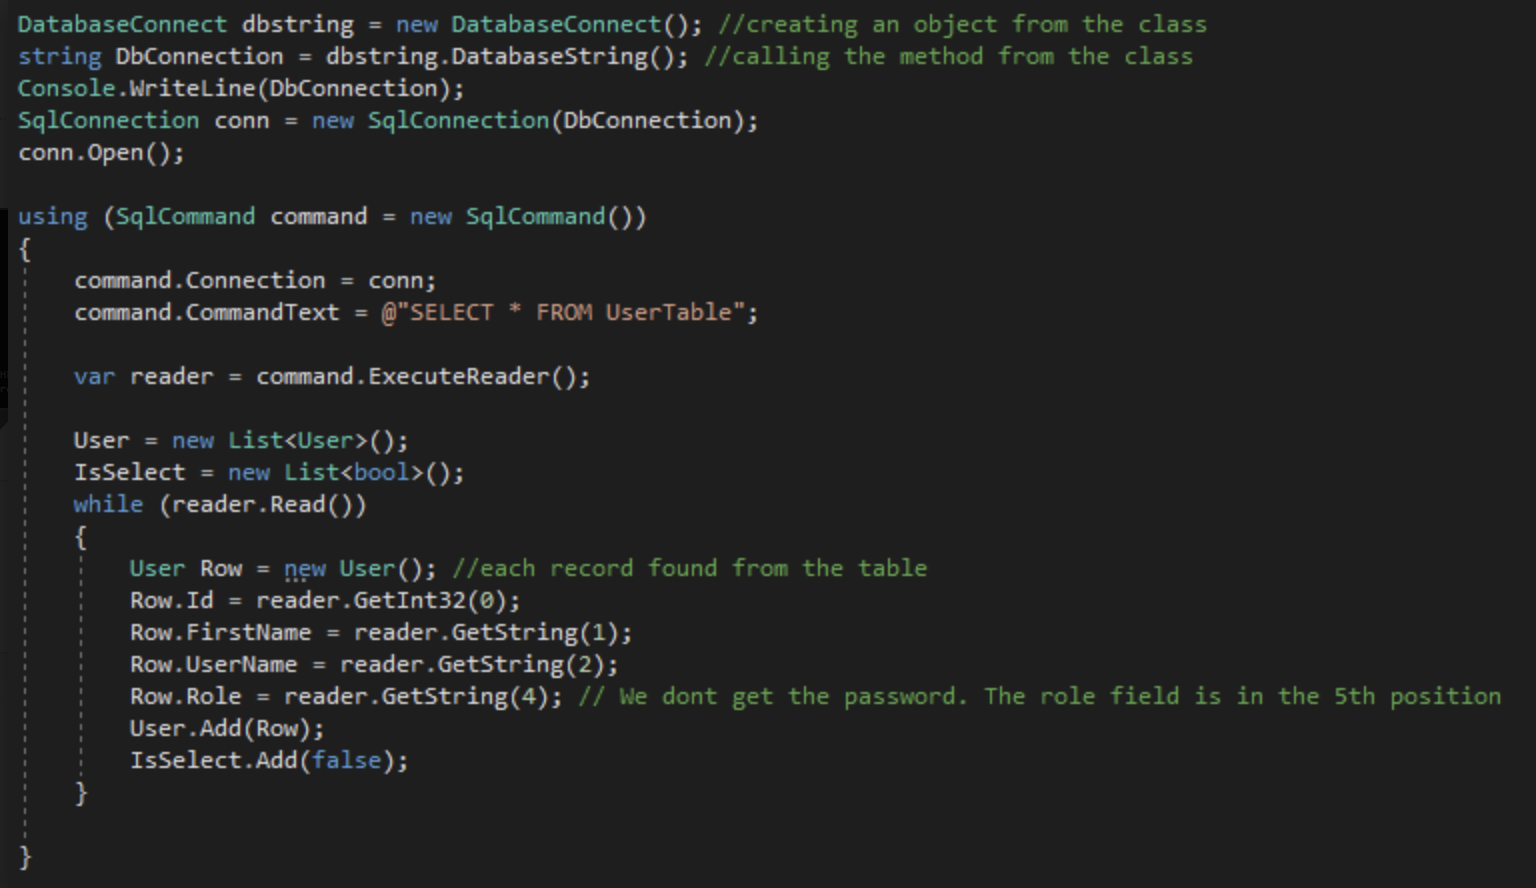 DatabaseConnect dbstring = new DatabaseConnect(); //creating an object from the class
string DbConnection = dbstring.DatabaseString(); //calling the method from the class
Console.WriteLine(DbConnection);
SqlConnection conn = new SqlConnection(DbConnection);
conn.Open();

using (SqlCommand command = new SqlCommand())
{
    command.Connection = conn;
    command.CommandText = @"SELECT * FROM UserTable";

    var reader = command.ExecuteReader();

    User = new List<User>();
    IsSelect = new List<bool>();
    while (reader.Read())
    {
        User Row = new User(); //each record found from the table
        Row.Id = reader.GetInt32(0);
        Row.FirstName = reader.GetString(1);
        Row.UserName = reader.GetString(2);
        Row.Role = reader.GetString(4); // We dont get the password. The role field is in the 5th position
        User.Add(Row);
        IsSelect.Add(false);
    }

}